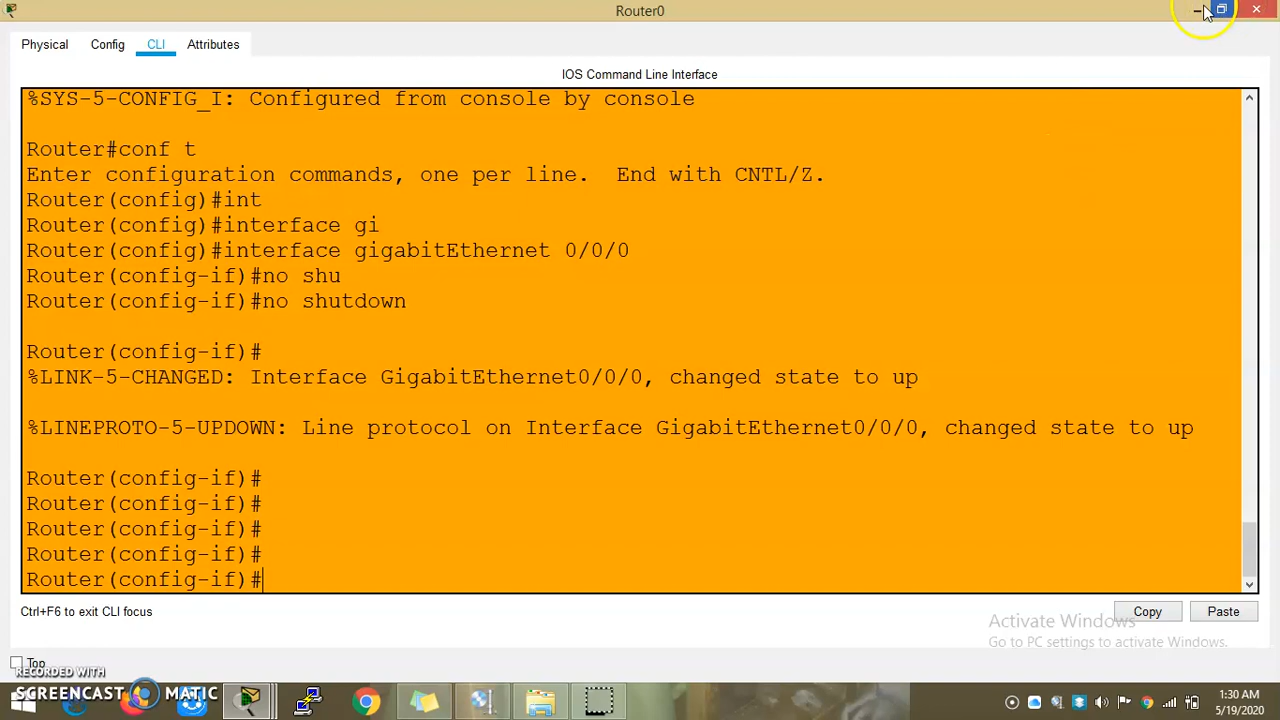 Router0
Physical Config CLI Attributes
IOS Command Line Interface
%SYS-5-CONFIG_I: Configured from console by console
Router#conf t
Enter configuration commands, one per line.  End with CNTL/Z.
Router(config)#int
Router(config)#interface gi
Router(config)#interface gigabitEthernet 0/0/0
Router(config-if)#no shu
Router(config-if)#no shutdown
Router(config-if)#
%LINK-5-CHANGED: Interface GigabitEthernet0/0/0, changed state to up
%LINEPROTO-5-UPDOWN: Line protocol on Interface GigabitEthernet0/0/0, changed state to up
Router(config-if)#
Router(config-if)#
Router(config-if)#
Router(config-if)#
Router(config-if)#
Ctrl+F6 to exit CLI focus
Copy Paste
Activate Windows
Go to PC settings to activate Windows.
Top
RECORDED WITH
SCREENCAST MATIC
1:30 AM
5/19/2020